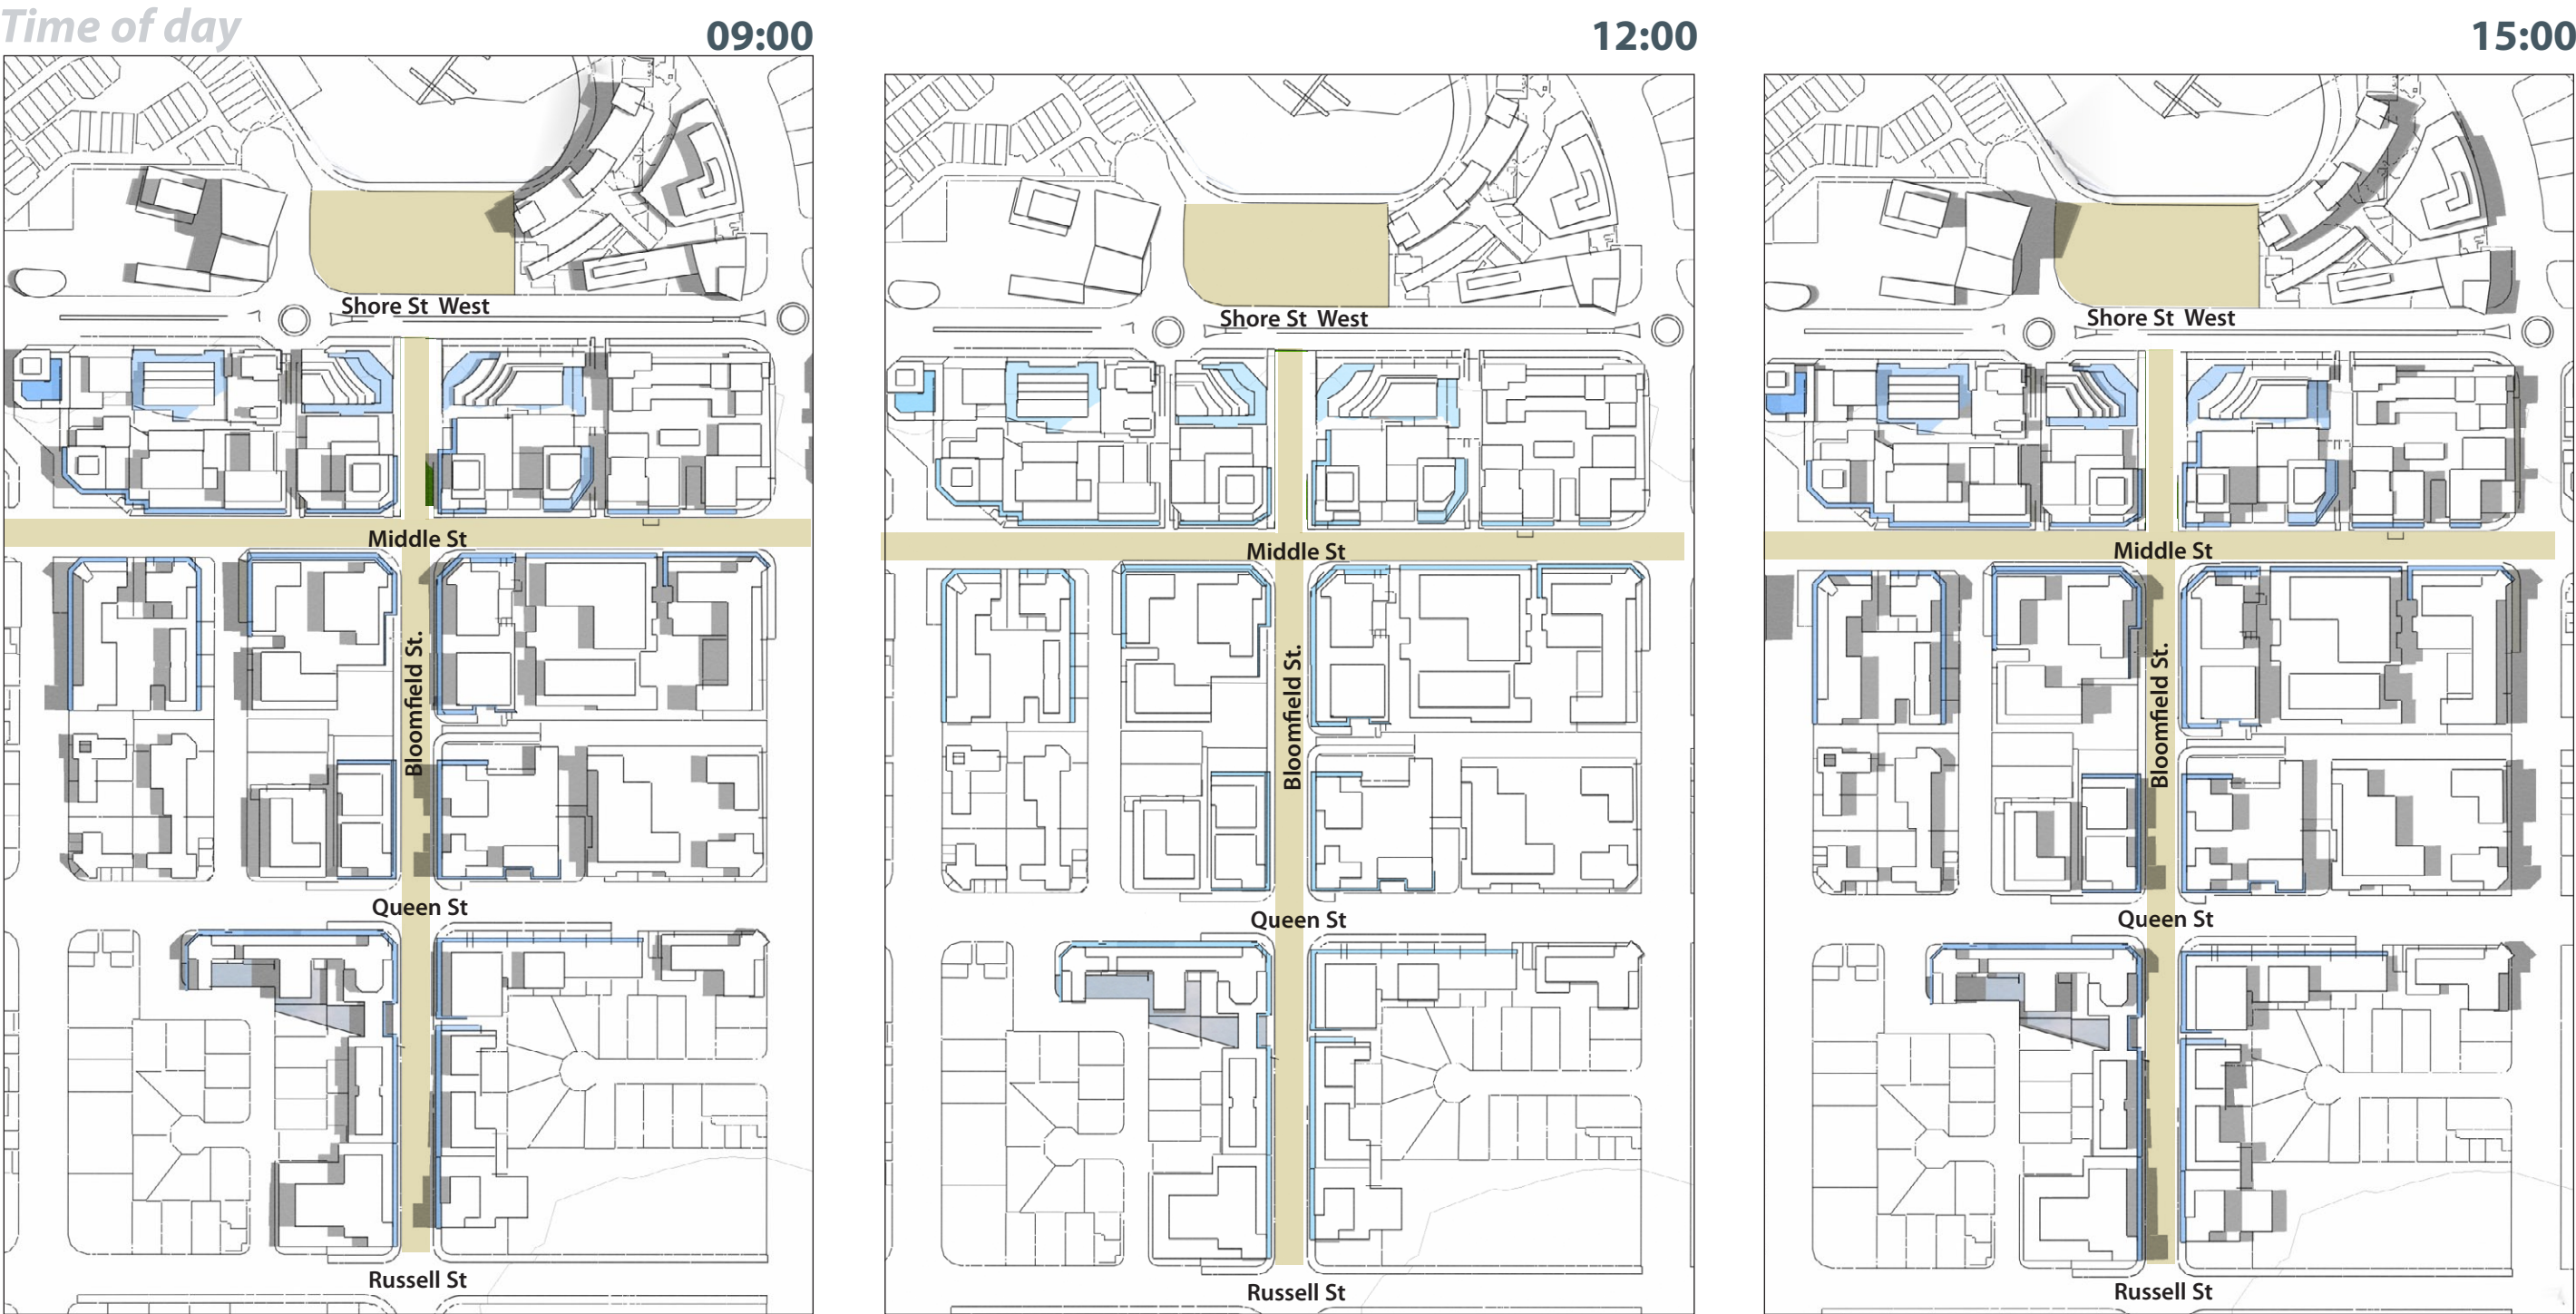 Time of day
09:00
12:00
15:00
Shore St West
Middle St
Bloomfield St.
Queen St
Russell St
Shore St West
Middle St
Bloomfield St.
Queen St
Russell St
Shore St West
Middle St
Bloomfield St.
Queen St
Russell St